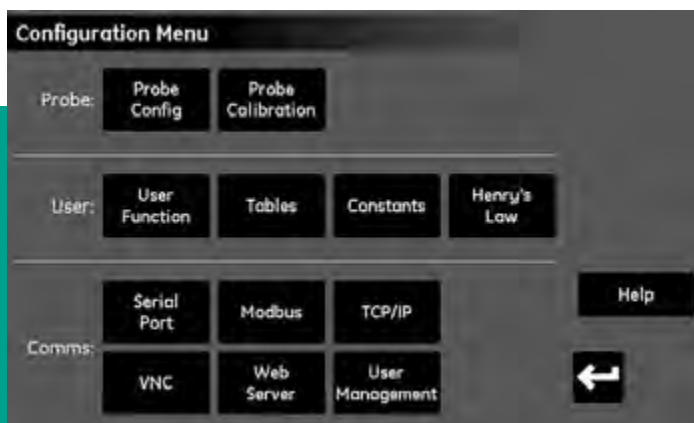 Configuration Menu
Probe:
Probe
Config
Probe
Calibration
User:
User
Function
Tables
Constants
Henry's
Law
Comms:
Serial
Port
Modbus
TCP/IP
VNC
Web
Server
User
Management
Help